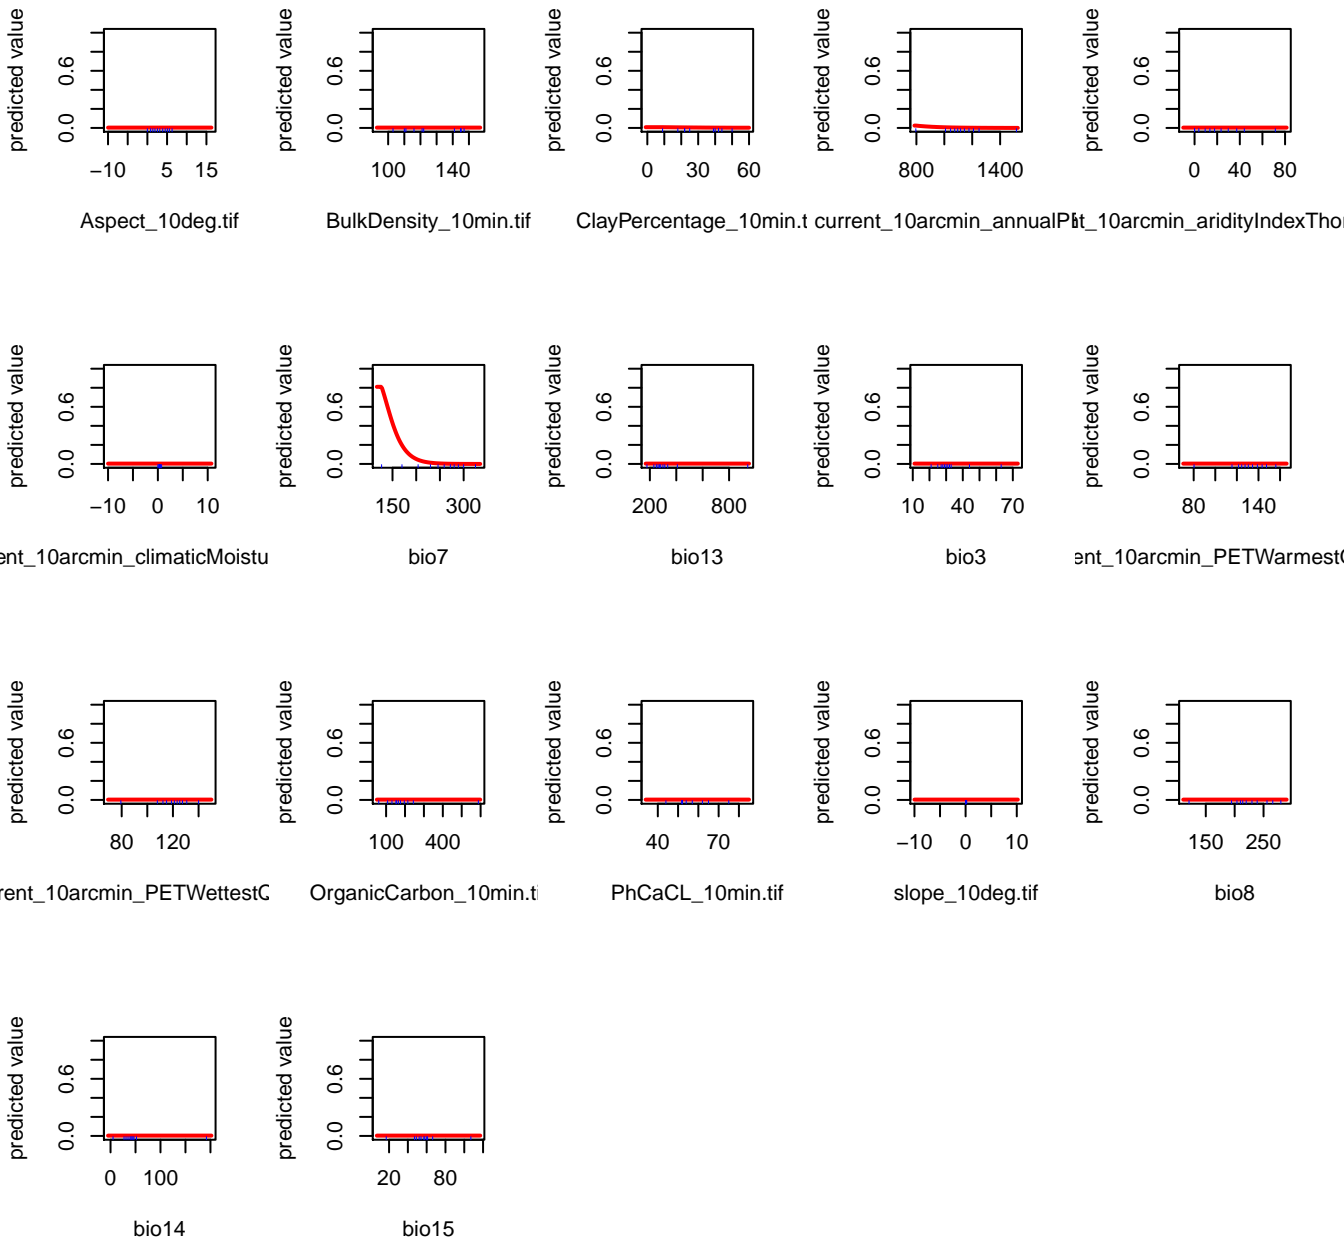 predicted value
0.0 0.6
−10 5 15
Aspect_10deg.tif
predicted value
0.0 0.6
100 140
BulkDensity_10min.tif
predicted value
0.0 0.6
0 30 60
ClayPercentage_10min.t
predicted value
0.0 0.6
800 1400
current_10arcmin_annualP
predicted value
0.0 0.6
0 40 80
t_10arcmin_aridityIndexTho
predicted value
0.0 0.6
−10 0 10
ent_10arcmin_climaticMoistu
predicted value
0.0 0.6
150 300
bio7
predicted value
0.0 0.6
200 800
bio13
predicted value
0.0 0.6
10 40 70
bio3
predicted value
0.0 0.6
80 140
ent_10arcmin_PETWarmest
predicted value
0.0 0.6
80 120
rent_10arcmin_PETWettest
predicted value
0.0 0.6
100 400
OrganicCarbon_10min.ti
predicted value
0.0 0.6
40 70
PhCaCL_10min.tif
predicted value
0.0 0.6
−10 0 10
slope_10deg.tif
predicted value
0.0 0.6
150 250
bio8
predicted value
0.0 0.6
0 100
bio14
predicted value
0.0 0.6
20 80
bio15